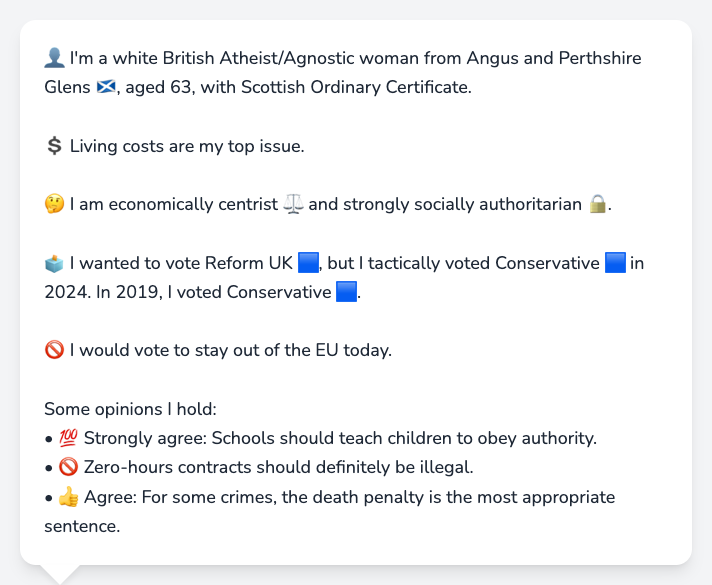 👤 I'm a white British Atheist/Agnostic woman from Angus and Perthshire
Glens 🏴󠁧󠁢󠁳󠁣󠁴󠁿, aged 63, with Scottish Ordinary Certificate.
💲 Living costs are my top issue.
🤔 I am economically centrist ⚖️ and strongly socially authoritarian 🔒.
🗳️ I wanted to vote Reform UK 🟦, but I tactically voted Conservative 🟦 in
2024. In 2019, I voted Conservative 🟦.
🚫 I would vote to stay out of the EU today.
Some opinions I hold:
• 💯 Strongly agree: Schools should teach children to obey authority.
• 🚫 Zero-hours contracts should definitely be illegal.
• 👍 Agree: For some crimes, the death penalty is the most appropriate
sentence.